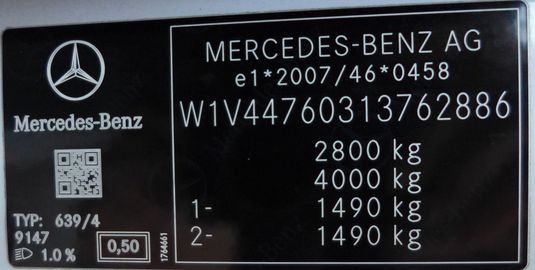 MERCEDES-BENZ AG
e1*2007/46*0458
W1V44760313762886
2800 kg
4000 kg
1- 1490 kg
2- 1490 kg
Mercedes-Benz
TYP: 639/4
9147
1.0 %
0,50
1764661